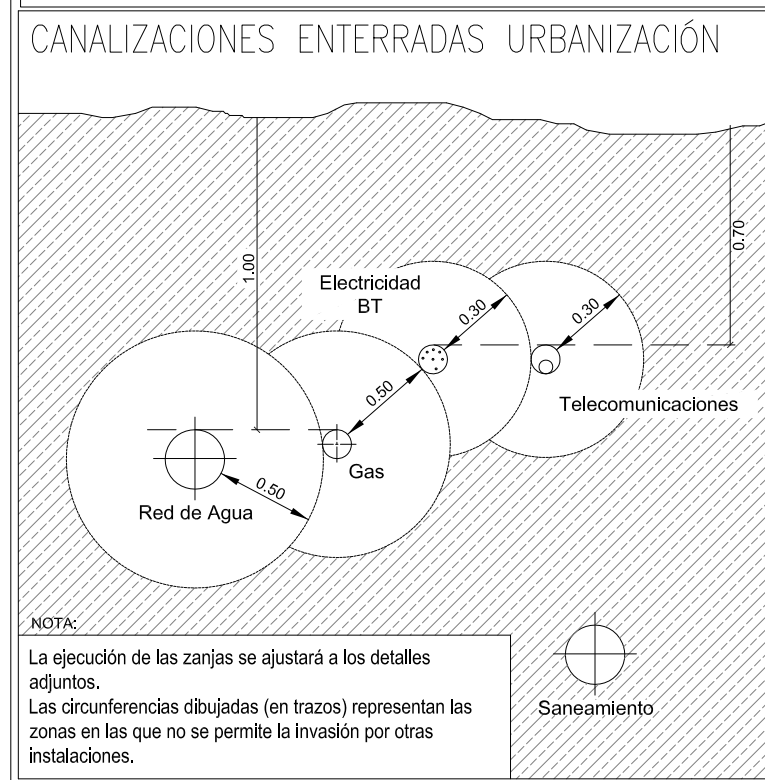 CANALIZACIONES ENTERRADAS URBANIZACIÓN
1.00
0.70
Electricidad
BT
0.30
0.30
0.50
Telecomunicaciones
Gas
0.50
Red de Agua
NOTA:
La ejecución de las zanjas se ajustará a los detalles
adjuntos.
Las circunferencias dibujadas (en trazos) representan las
zonas en las que no se permite la invasión por otras
instalaciones.
Saneamiento